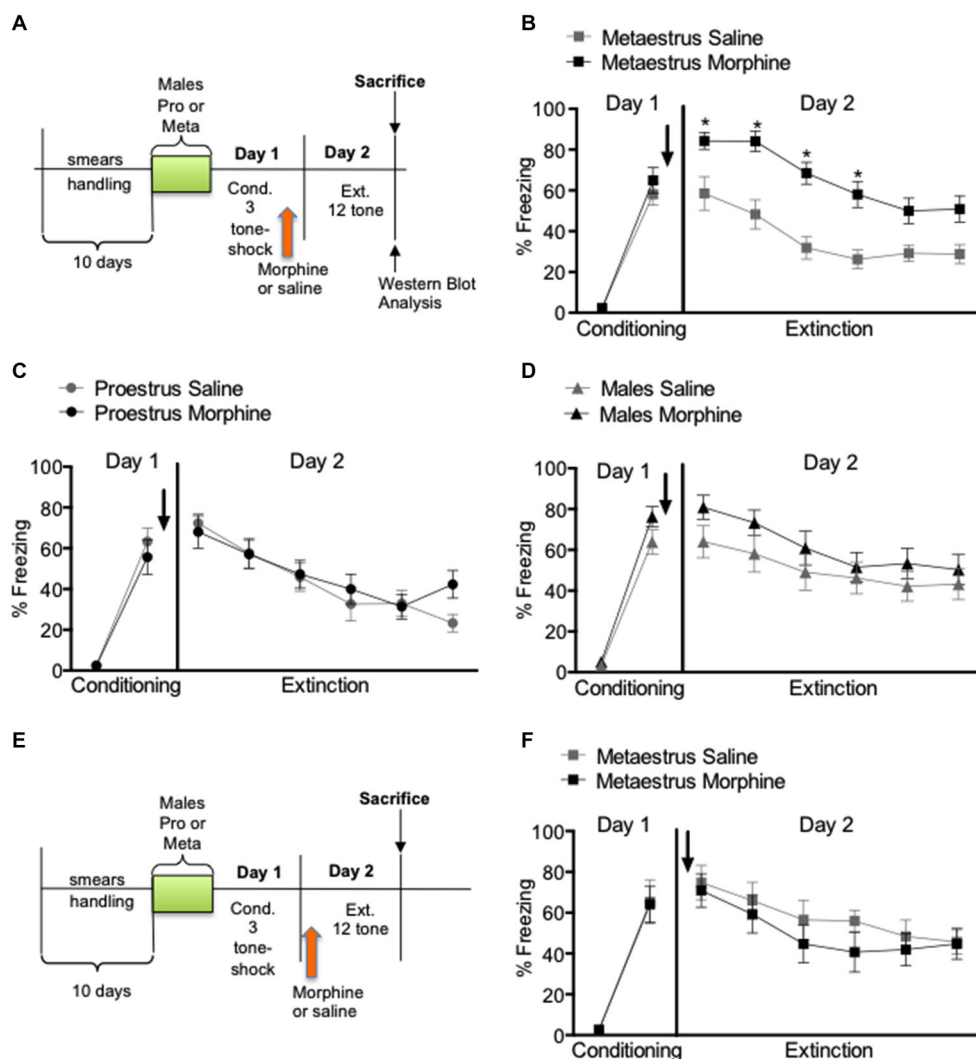 A
Males
Pro or
Meta
Sacrifice
smears
handling
Day 1
Day 2
Cond.
3
tone-
shock
Ext.
12 tone
10 days
Morphine
or saline
Western Blot
Analysis
B
Metaestrus Saline
Metaestrus Morphine
Day 1
Day 2
% Freezing
100
80
60
40
20
0
* * * *
Conditioning
Extinction
C
Proestrus Saline
Proestrus Morphine
Day 1
Day 2
% Freezing
100
80
60
40
20
0
Conditioning
Extinction
D
Males Saline
Males Morphine
Day 1
Day 2
% Freezing
100
80
60
40
20
0
Conditioning
Extinction
E
Males
Pro or
Meta
Sacrifice
smears
handling
Day 1
Day 2
Cond.
3
tone-
shock
Ext.
12 tone
10 days
Morphine
or saline
F
Metaestrus Saline
Metaestrus Morphine
Day 1
Day 2
% Freezing
100
80
60
40
20
0
Conditioning
Extinction